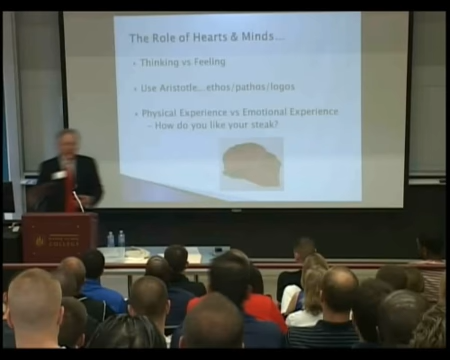 The Role of Hearts & Minds...
Thinking vs Feeling
Use Aristotle...ethos/pathos/logos
Physical Experience vs Emotional Experience
– How do you like your steak?
COLLEGE